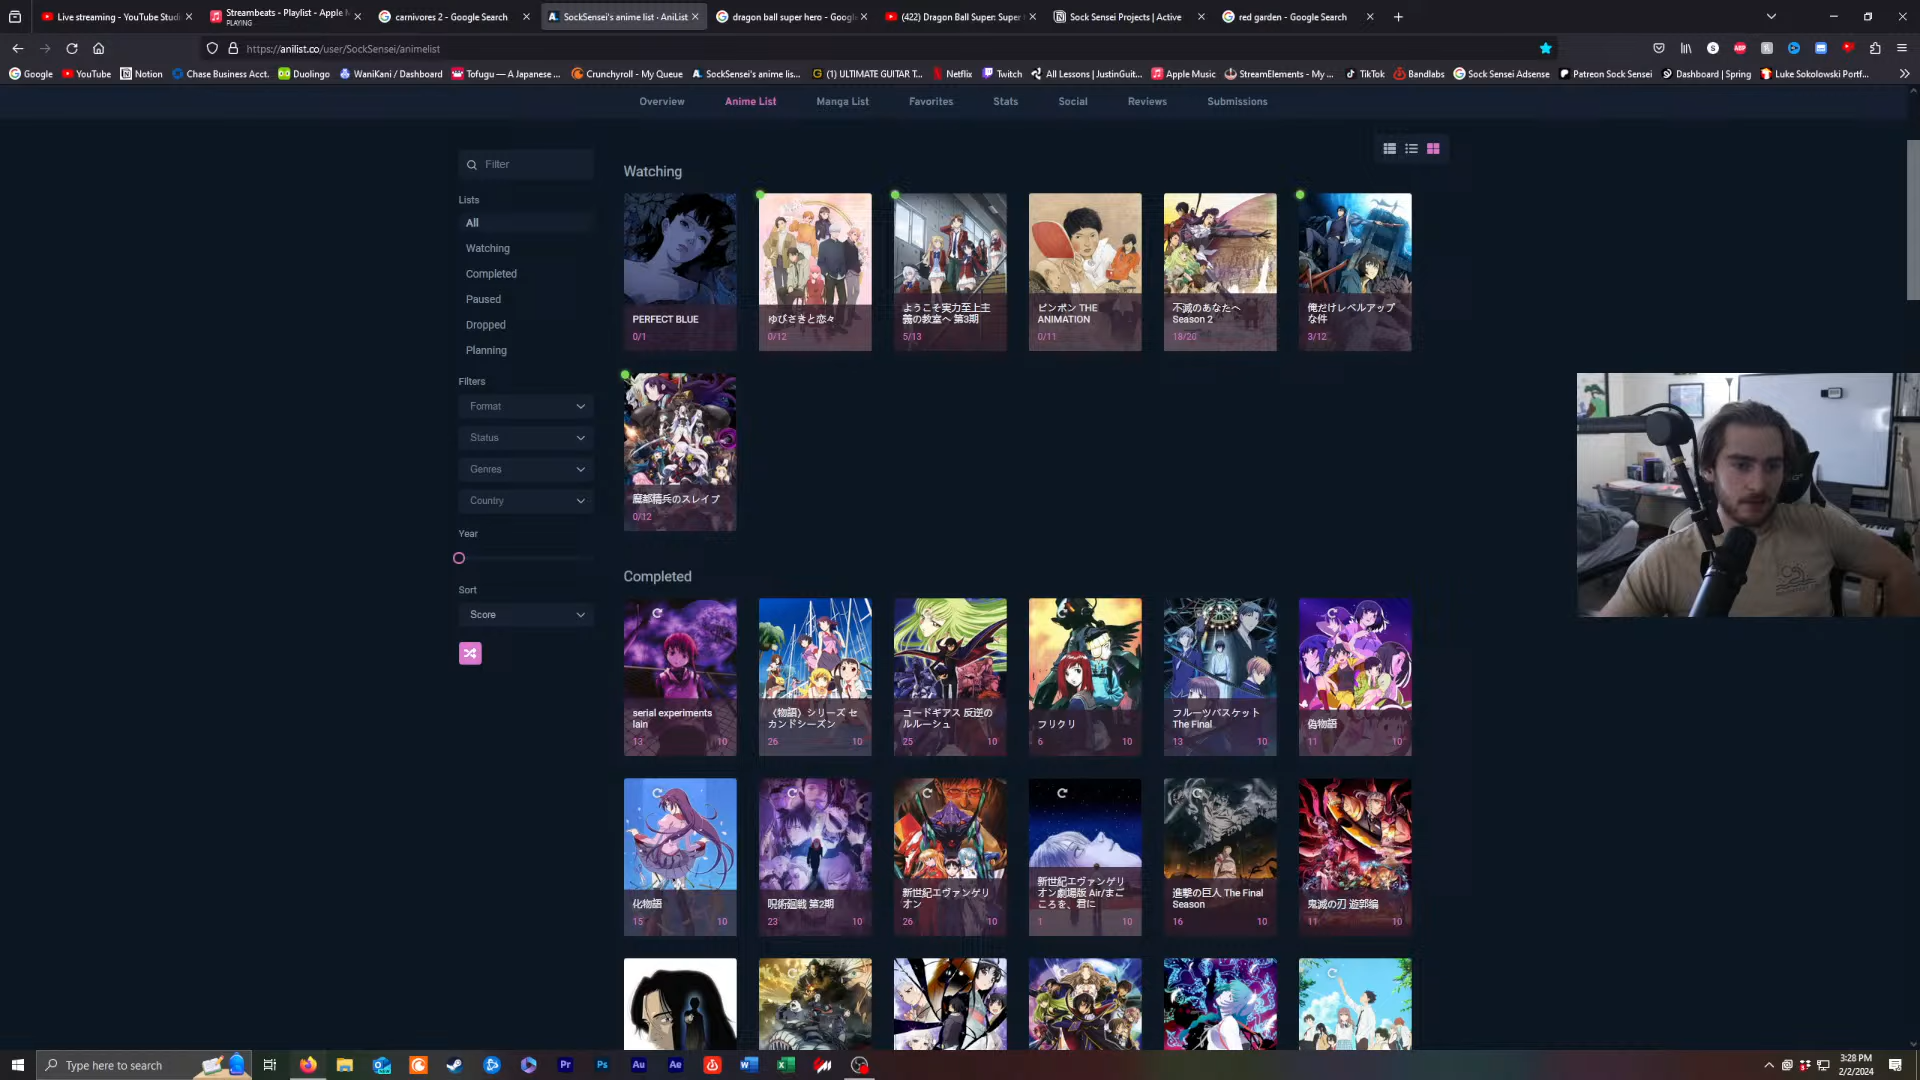 Live streaming - YouTube Studi
Streambeats - Playlist - Apple M
PLAYING
carnivores 2 - Google Search
SockSensei's anime list · AniList
dragon ball super hero - Google
(422) Dragon Ball Super: Super H
Sock Sensei Projects | Active
red garden - Google Search
https://anilist.co/user/SockSensei/animelist
Google
YouTube
Notion
Chase Business Acct.
Duolingo
WaniKani / Dashboard
Tofugu — A Japanese ...
Crunchyroll - My Queue
SockSensei's anime lis...
(1) ULTIMATE GUITAR T...
Netflix
Twitch
All Lessons | JustinGuit...
Apple Music
StreamElements - My ...
TikTok
Bandlabs
Sock Sensei Adsense
Patreon Sock Sensei
Dashboard | Spring
Luke Sokolowski Portf...
Overview
Anime List
Manga List
Favorites
Stats
Social
Reviews
Submissions
Filter
Lists
All
Watching
Completed
Paused
Dropped
Planning
Filters
Format
Status
Genres
Country
Year
Sort
Score
Watching
PERFECT BLUE
0/1
ゆびさきと恋々
0/12
ようこそ実力至上主
義の教室へ 第3期
5/13
ピンポン THE
ANIMATION
0/11
不滅のあなたへ
Season 2
18/20
俺だけレベルアップ
な件
3/12
魔都精兵のスレイブ
0/12
Completed
serial experiments
lain
13 10
〈物語〉シリーズ セ
カンドシーズン
26 10
コードギアス 反逆の
ルルーシュ
25 10
フリクリ
6 10
フルーツバスケット
The Final
13 10
偽物語
11 10
化物語
15 10
呪術廻戦 第2期
23 10
新世紀エヴァンゲリ
オン
26 10
新世紀エヴァンゲリ
オン劇場版 Air/まご
ころを、君に
1 10
進撃の巨人 The Final
Season
16 10
鬼滅の刃 遊郭編
11 10
Type here to search
Pr
Ps
Au
Ae
3:28 PM
2/2/2024